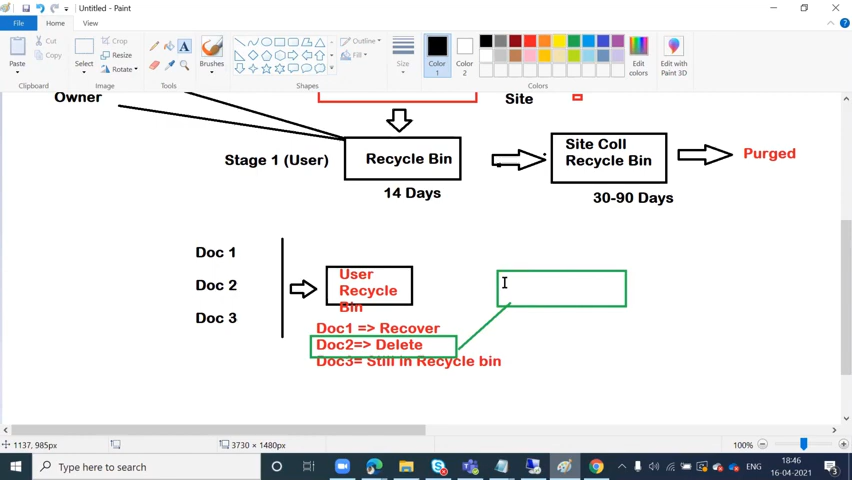 Untitled - Paint
File
Home
View
Paste
Cut
Copy
Clipboard
Select
Crop
Resize
Rotate
Image
A
Tools
Brushes
Shapes
Outline
Fill
Size
Color
1
Color
2
Edit
colors
Colors
Edit with
Paint 3D
Owner
Site
Stage 1 (User)
Recycle Bin
14 Days
Site Coll
Recycle Bin
30-90 Days
Purged
Doc 1
Doc 2
Doc 3
User
Recycle
Bin
Doc1 => Recover
Doc2=> Delete
Doc3= Still in Recycle bin
1137, 985px
3730 × 1480px
100%
Type here to search
ENG
18:46
16-04-2021
3